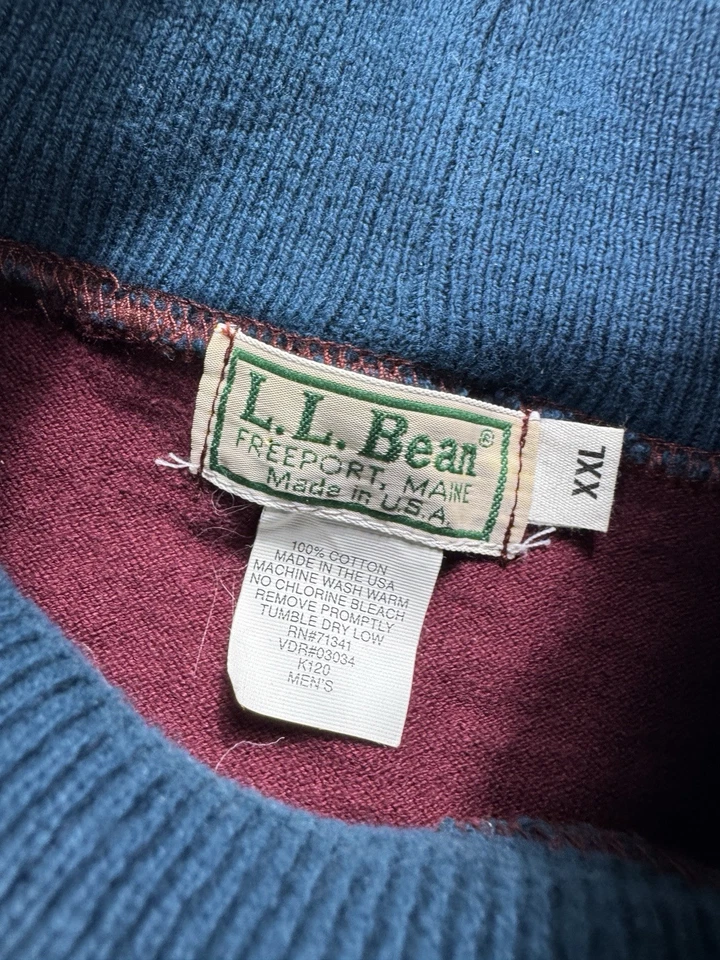 L.L. Bean®
FREEPORT, MAINE
Made in U.S.A.
XXL
100% COTTON
MADE IN THE USA
MACHINE WASH WARM
NO CHLORINE BLEACH
REMOVE PROMPTLY
TUMBLE DRY LOW
RN#71341
VDR#03034
K120
MEN'S